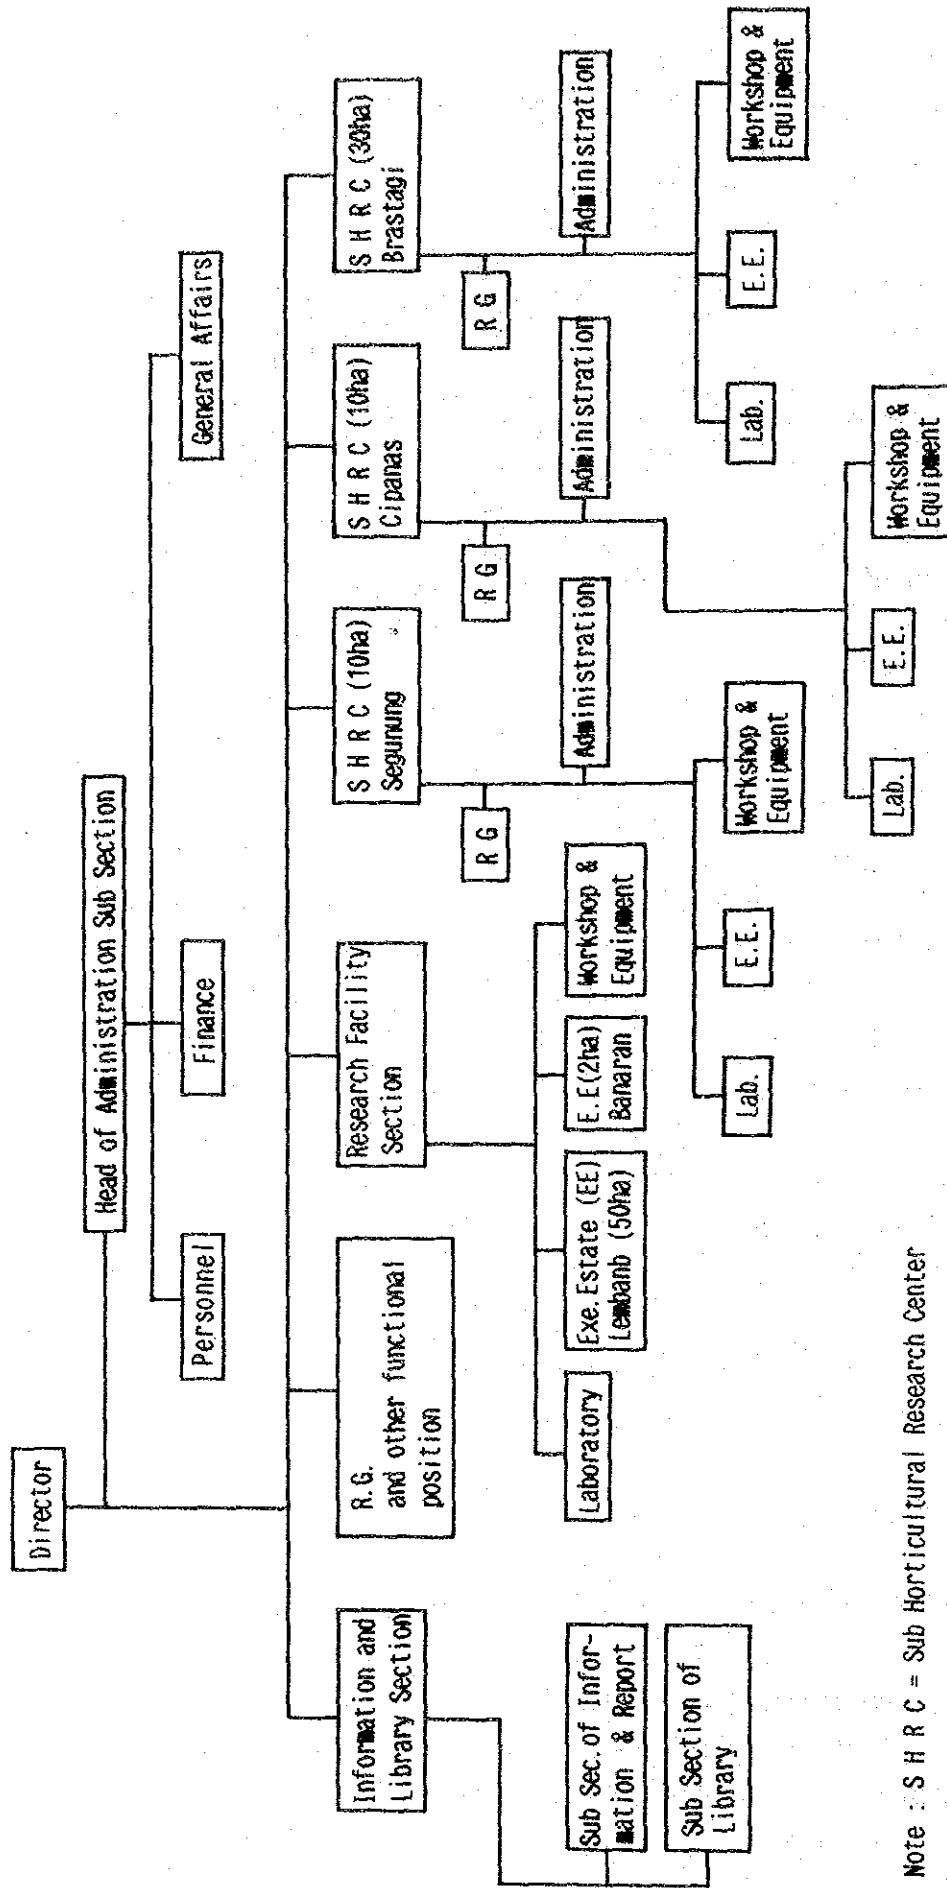 Director
Head of Administration Sub Section
Personnel
Finance
General Affairs
Information and
Library Section
R.G.
and other functional
position
Research Facility
Section
S H R C (10ha)
Segunung
S H R C (10ha)
Cipanas
S H R C (30ha)
Brastagi
R G
R G
R G
Administration
Administration
Administration
Sub Sec. of Infor-
mation & Report
Sub Section of
Library
Laboratory
Exe. Estate (EE)
Lembanb (50ha)
E.E(2ha)
Banaran
Workshop &
Equipment
Lab.
E.E.
Workshop &
Equipment
Lab.
E.E.
Workshop &
Equipment
Lab.
E.E.
Workshop &
Equipment
Note : S H R C = Sub Horticultural Research Center